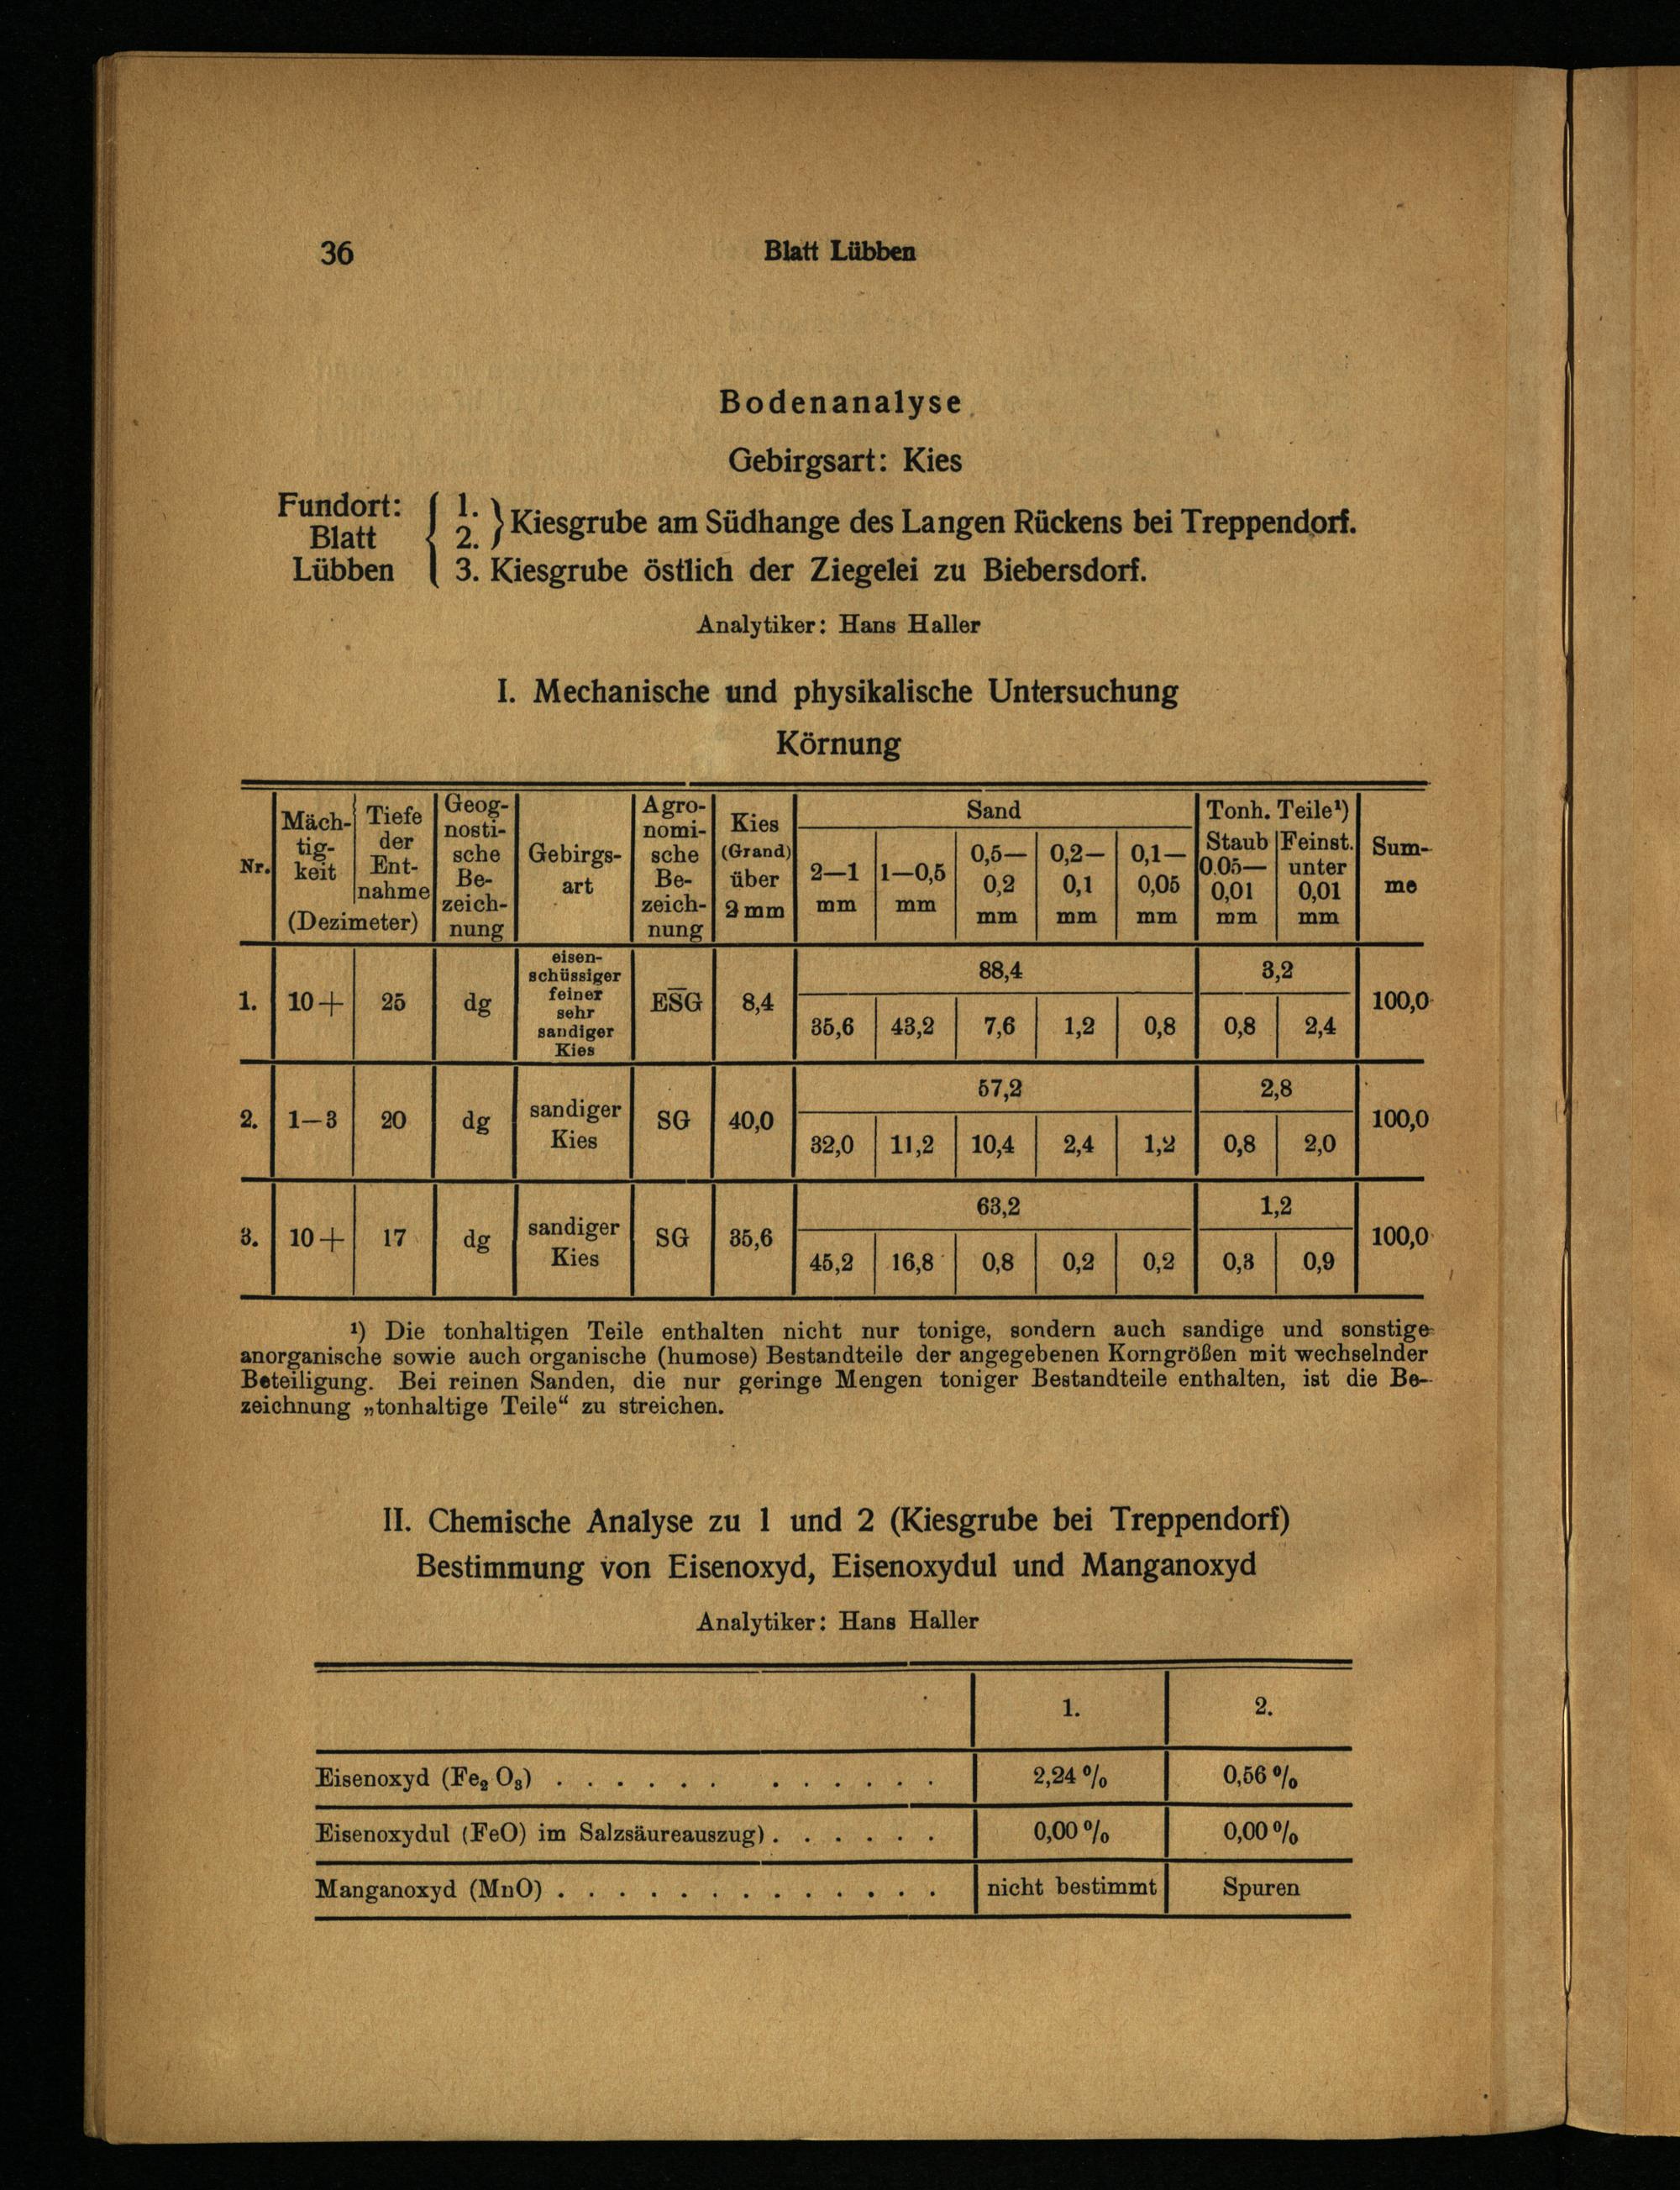 36
Blatt Lübben
Bodenanalyse
Gebirgsart: Kies
Fundort:
Blatt
Lübben
1.
2.
Kiesgrube am Südhange des Langen Rückens bei Treppendorf.
3. Kiesgrube östlich der Ziegelei zu Biebersdorf.
Analytiker: Hans Haller
I. Mechanische und physikalische Untersuchung
Körnung
Nr.
Mäch-
tig-
keit
Tiefe
der
Ent-
nahme
(Dezimeter)
Geog-
nosti-
sche
Be-
zeich-
nung
Gebirgs-
art
Agro-
nomi-
sche
Be-
zeich-
nung
Kies
(Grand)
über
2 mm
Sand
2—1
mm
1—0,5
mm
0,5—
0,2
mm
0,2—
0,1
mm
0,1—
0,05
mm
Tonh. Teile¹)
Staub
0.05—
0,01
mm
Feinst.
unter
0,01
mm
Sum-
me
1. 10+ 25 dg
eisen-
schüssiger
feiner
sehr
sandiger
Kies
ES̅G 8,4
88,4 3,2
35,6 43,2 7,6 1,2 0,8 0,8 2,4
100,0
2. 1—3 20 dg
sandiger
Kies
SG 40,0
57,2 2,8
32,0 11,2 10,4 2,4 1,2 0,8 2,0
100,0
3. 10+ 17 dg
sandiger
Kies
SG 35,6
63,2 1,2
45,2 16,8 0,8 0,2 0,2 0,3 0,9
100,0
¹) Die tonhaltigen Teile enthalten nicht nur tonige, sondern auch sandige und sonstige
anorganische sowie auch organische (humose) Bestandteile der angegebenen Korngrößen mit wechselnder
Beteiligung. Bei reinen Sanden, die nur geringe Mengen toniger Bestandteile enthalten, ist die Be-
zeichnung „tonhaltige Teile“ zu streichen.
II. Chemische Analyse zu 1 und 2 (Kiesgrube bei Treppendorf)
Bestimmung von Eisenoxyd, Eisenoxydul und Manganoxyd
Analytiker: Hans Haller
1. 2.
Eisenoxyd (Fe₂ O₃) . . . . . . . . . . . . 2,24 % 0,56 %
Eisenoxydul (FeO) im Salzsäureauszug) . . . . . . 0,00 % 0,00 %
Manganoxyd (MnO) . . . . . . . . . . . . . nicht bestimmt Spuren